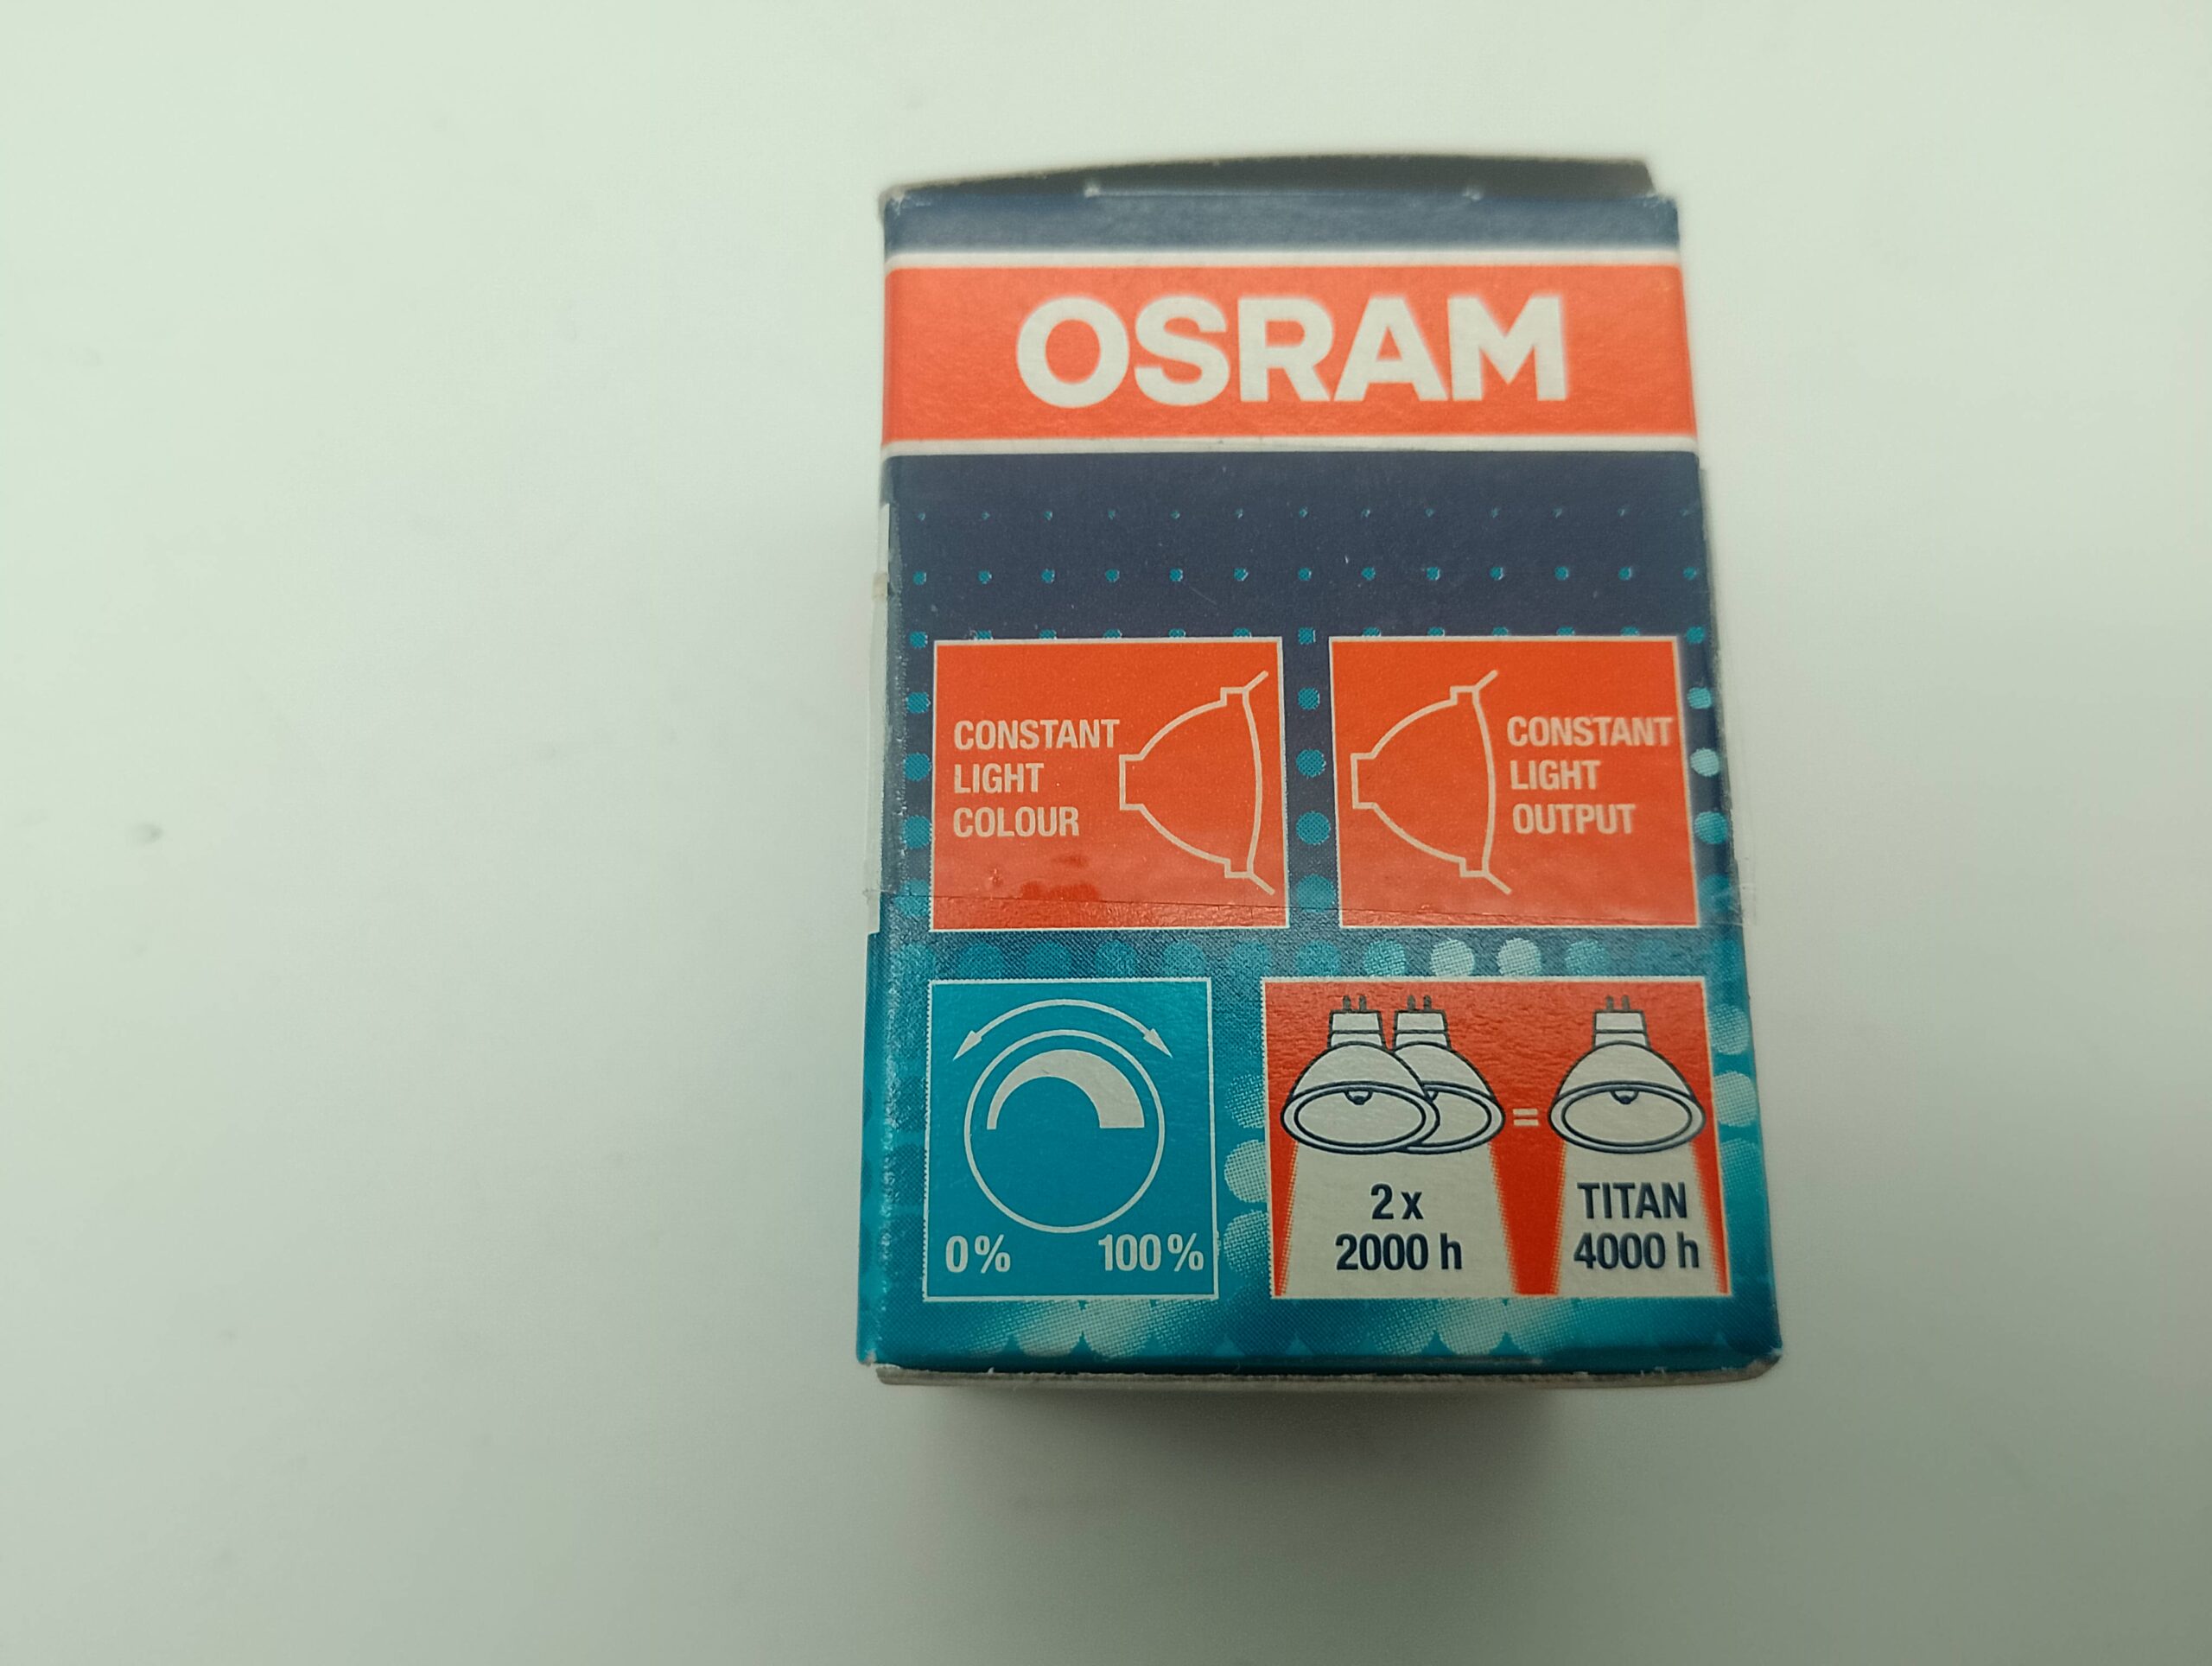 OSRAM
CONSTANT
LIGHT
COLOUR
CONSTANT
LIGHT
OUTPUT
0% 100%
2 x
2000 h
=
TITAN
4000 h